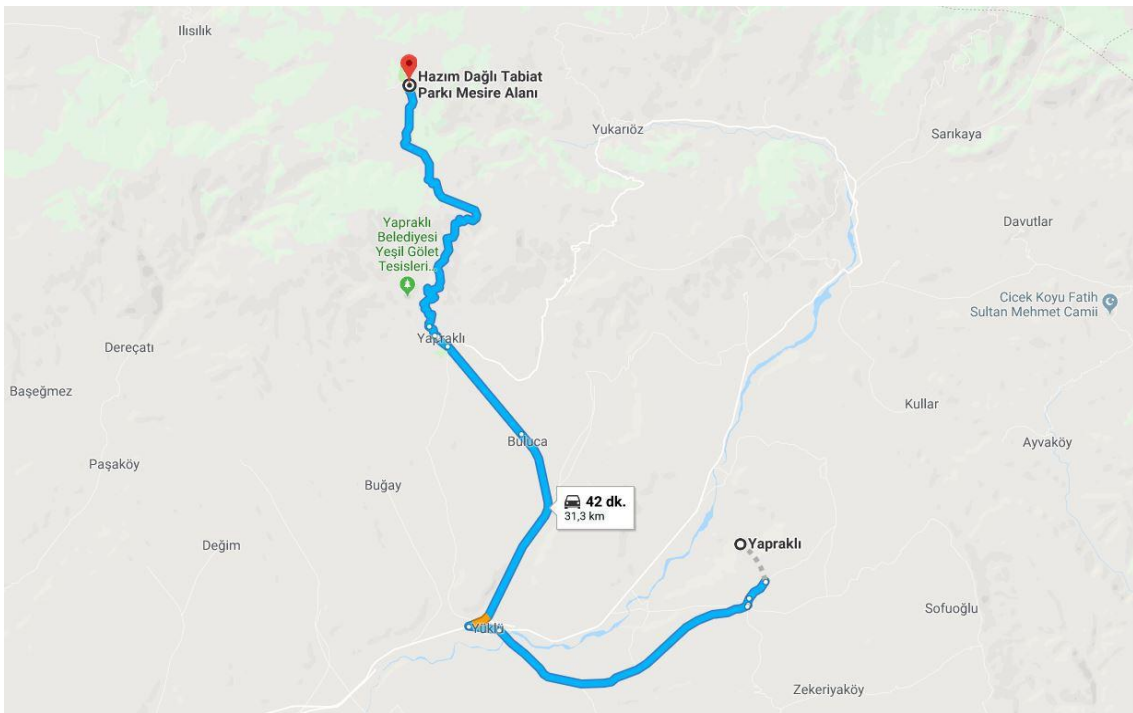 Ilısılık
Hazım Dağlı Tabiat
Parkı Mesire Alanı
Yukarıöz
Sarıkaya
Yapraklı
Belediyesi
Yeşil Gölet
Tesisleri...
Davutlar
Cicek Koyu Fatih
Sultan Mehmet Camii
Dereçatı
Yapraklı
Başeğmez
Kullar
Buluca
Ayvaköy
Paşaköy
Buğay
42 dk.
31,3 km
Değim
Yapraklı
Sofuoğlu
Yüklü
Zekeriyaköy